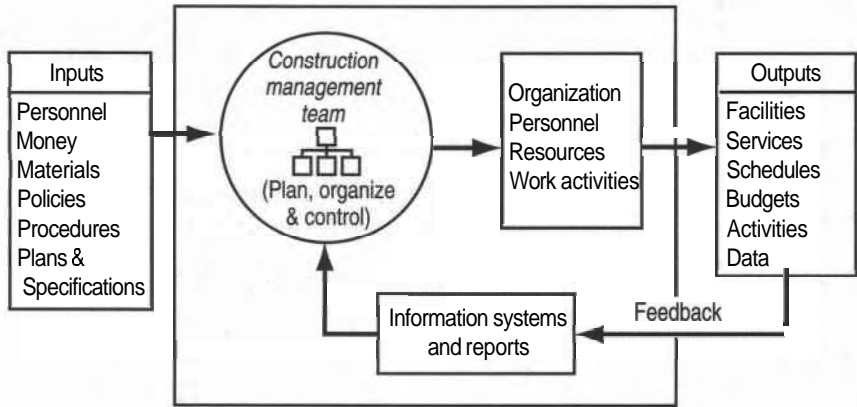 Inputs
Personnel
Money
Materials
Policies
Procedures
Plans &
Specifications
Construction
management
team
(Plan, organize
& control)
Organization
Personnel
Resources
Work activities
Outputs
Facilities
Services
Schedules
Budgets
Activities
Data
Feedback
Information systems
and reports